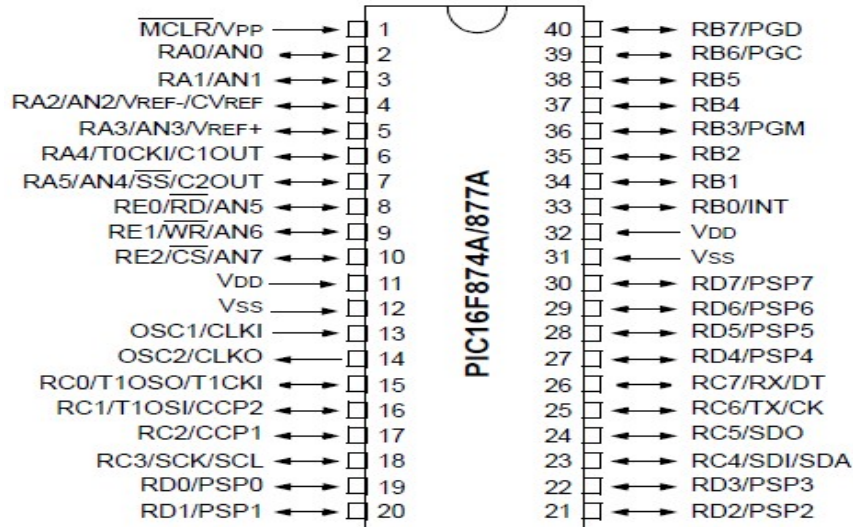 MCLR/VPP 1 40 RB7/PGD
RA0/AN0 2 39 RB6/PGC
RA1/AN1 3 38 RB5
RA2/AN2/VREF-/CVREF 4 37 RB4
RA3/AN3/VREF+ 5 36 RB3/PGM
RA4/T0CKI/C1OUT 6 35 RB2
RA5/AN4/SS/C2OUT 7 34 RB1
RE0/RD/AN5 8 33 RB0/INT
RE1/WR/AN6 9 32 VDD
RE2/CS/AN7 10 31 VSS
VDD 11 30 RD7/PSP7
VSS 12 29 RD6/PSP6
OSC1/CLKI 13 28 RD5/PSP5
OSC2/CLKO 14 27 RD4/PSP4
RC0/T1OSO/T1CKI 15 26 RC7/RX/DT
RC1/T1OSI/CCP2 16 25 RC6/TX/CK
RC2/CCP1 17 24 RC5/SDO
RC3/SCK/SCL 18 23 RC4/SDI/SDA
RD0/PSP0 19 22 RD3/PSP3
RD1/PSP1 20 21 RD2/PSP2
PIC16F874A/877A